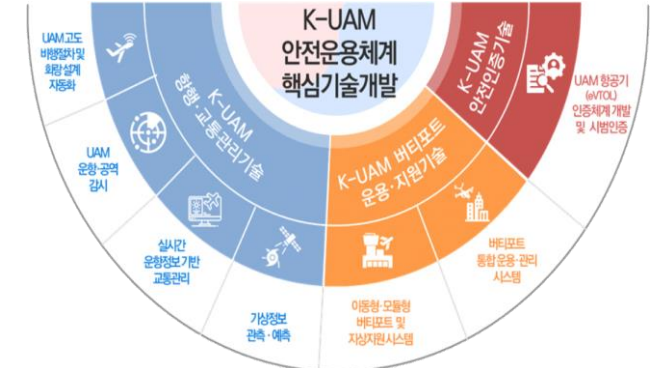 K-UAM
안전운용체계
핵심기술개발
K-UAM
항행·교통관리기술
K-UAM 버티포트
운용·지원기술
K-UAM
안전인증기술
UAM 고도
비행절차 및
회랑 설계
자동화
UAM
운항·공역
감시
실시간
운항정보 기반
교통관리
기상정보
관측·예측
이동형·모듈형
버티포트 및
지상지원시스템
버티포트
통합 운용·관리
시스템
UAM 항공기
(eVTOL)
인증체계 개발
및 시범인증